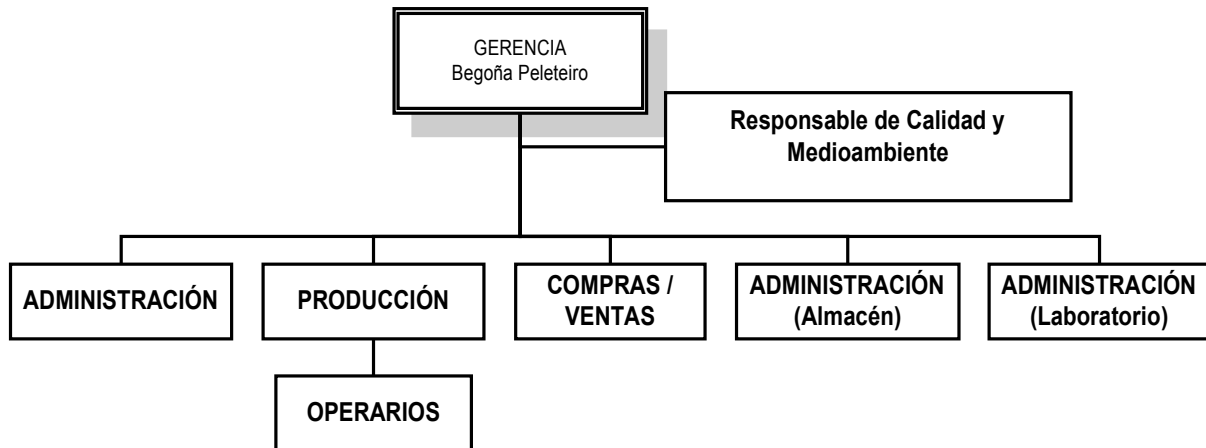 GERENCIA
Begoña Peleteiro
Responsable de Calidad y
Medioambiente
ADMINISTRACIÓN
PRODUCCIÓN
COMPRAS /
VENTAS
ADMINISTRACIÓN
(Almacén)
ADMINISTRACIÓN
(Laboratorio)
OPERARIOS